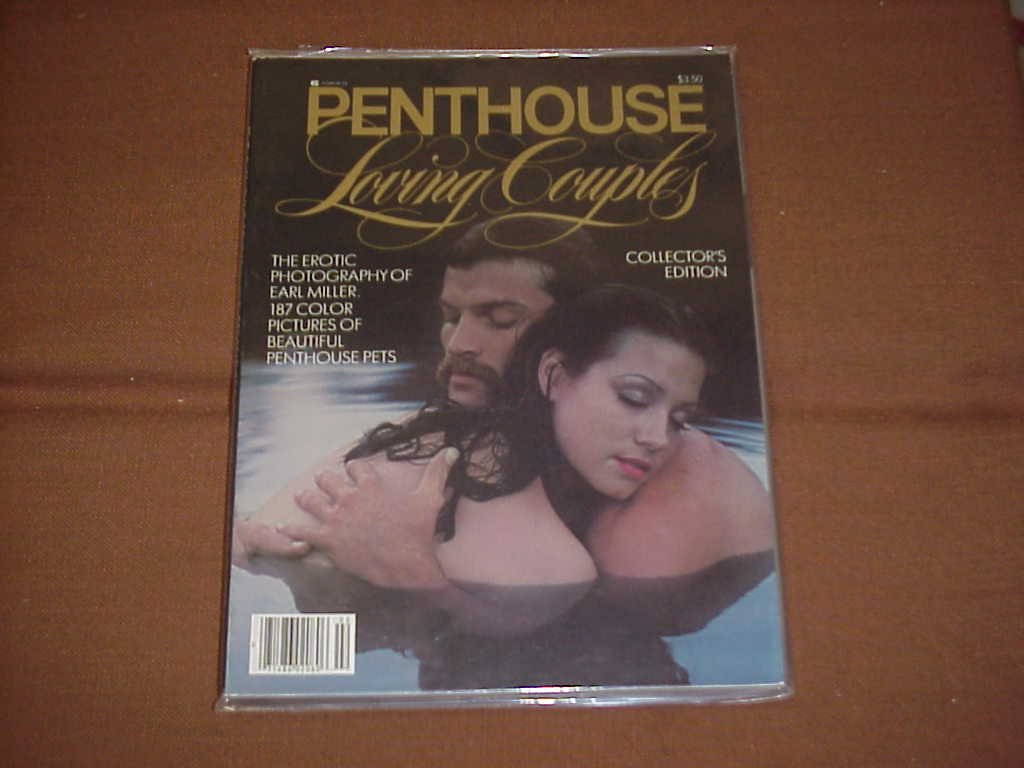 $3.50
PENTHOUSE
Loving Couples
THE EROTIC
PHOTOGRAPHY OF
EARL MILLER.
187 COLOR
PICTURES OF
BEAUTIFUL
PENTHOUSE PETS
COLLECTOR'S
EDITION